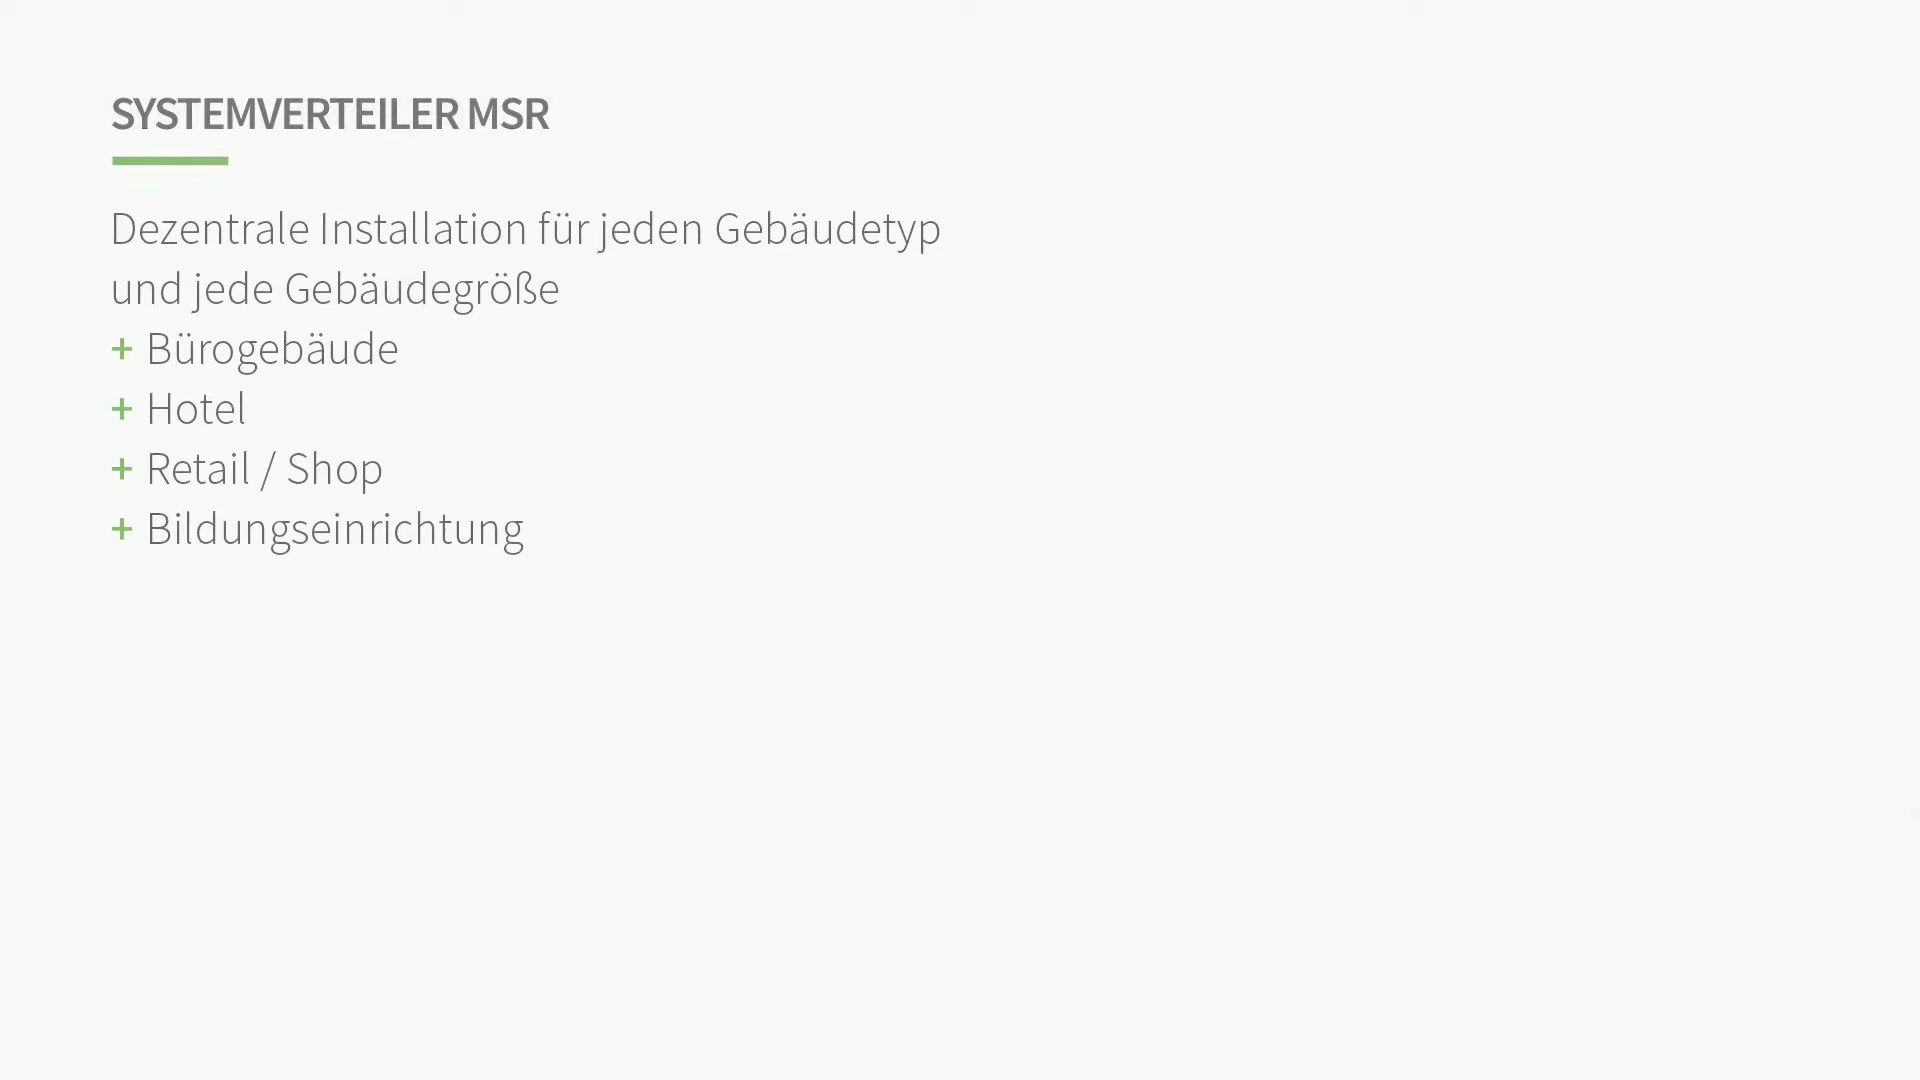 SYSTEMVERTEILER MSR
Dezentrale Installation für jeden Gebäudetyp
und jede Gebäudegröße
+ Bürogebäude
+ Hotel
+ Retail / Shop
+ Bildungseinrichtung